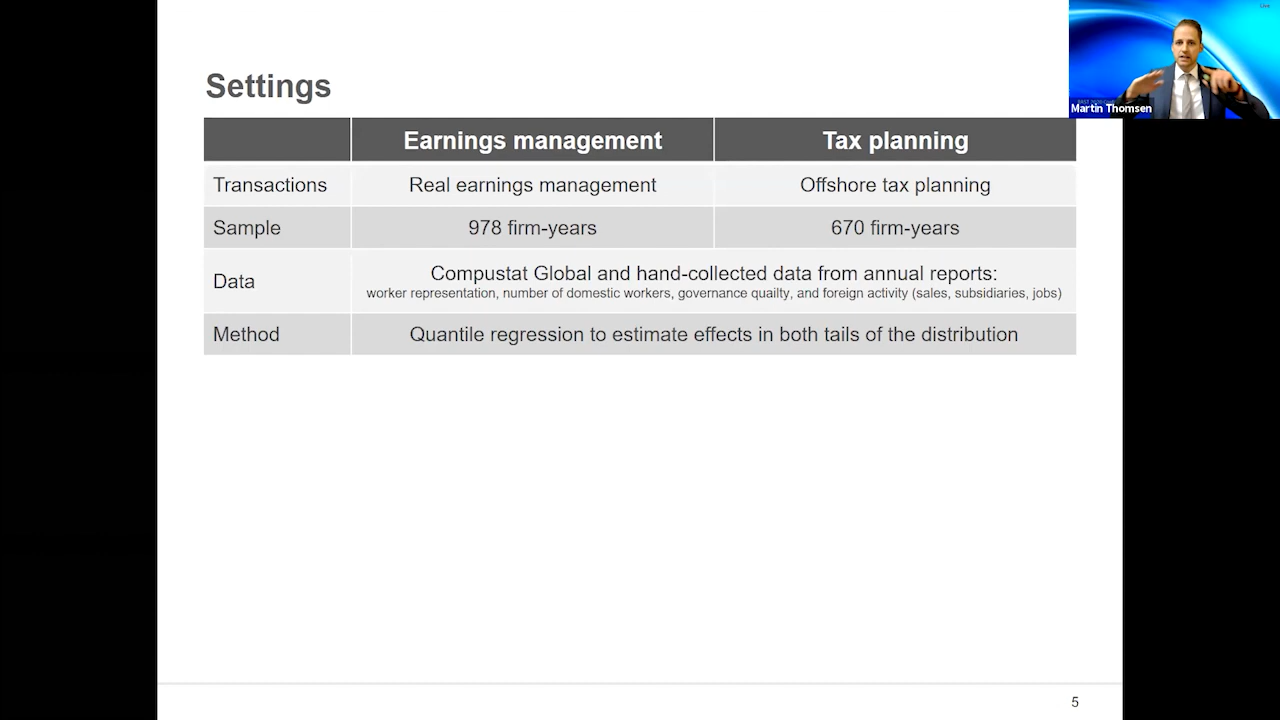 Live
Martin Thomsen
Settings
Earnings management Tax planning
Transactions Real earnings management Offshore tax planning
Sample 978 firm-years 670 firm-years
Data Compustat Global and hand-collected data from annual reports:
worker representation, number of domestic workers, governance quailty, and foreign activity (sales, subsidiaries, jobs)
Method Quantile regression to estimate effects in both tails of the distribution
5